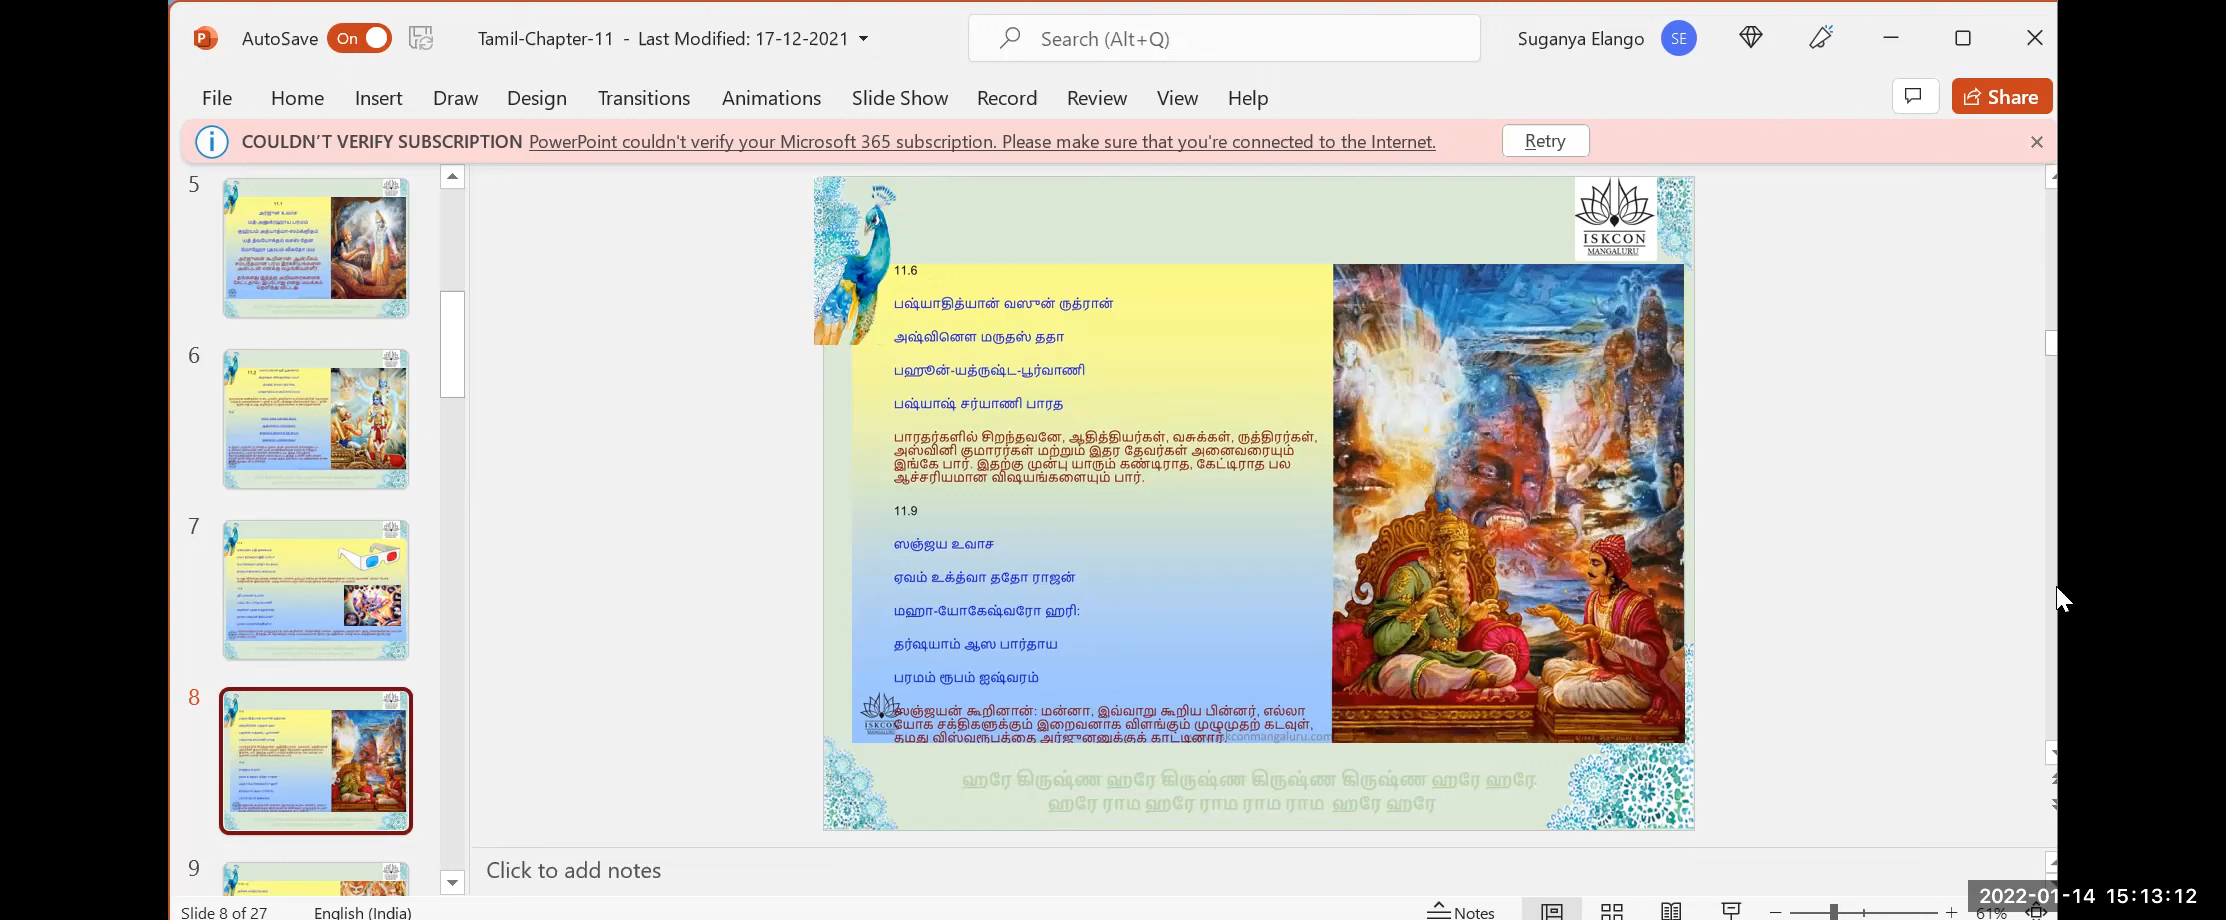 AutoSave On Tamil-Chapter-11 - Last Modified: 17-12-2021 Search (Alt+Q) Suganya Elango SE
File Home Insert Draw Design Transitions Animations Slide Show Record Review View Help Share
COULDN'T VERIFY SUBSCRIPTION PowerPoint couldn't verify your Microsoft 365 subscription. Please make sure that you're connected to the Internet. Retry
5
6
7
8
9
ISKCON
MANGALURU
11.6
பஷ்யாதித்யான் வஸுன் ருத்ரான்
அஷ்வினௌ மருதஸ் ததா
பஹூன்-யத்ருஷ்ட-பூர்வாணி
பஷ்யாஷ் சர்யாணி பாரத
பாரதர்களில் சிறந்தவனே, ஆதித்தியர்கள், வசுக்கள், ருத்திரர்கள்,
அஸ்வினி குமாரர்கள் மற்றும் இதர தேவர்கள் அனைவரையும்
இங்கே பார். இதற்கு முன்பு யாரும் கண்டிராத, கேட்டிராத பல
ஆச்சரியமான விஷயங்களையும் பார்.
11.9
ஸஞ்ஜய உவாச
ஏவம் உக்த்வா ததோ ராஜன்
மஹா-யோகேஷ்வரோ ஹரி:
தர்ஷயாம் ஆஸ பார்தாய
பரமம் ரூபம் ஐஷ்வரம்
ஸஞ்ஜயன் கூறினான்: மன்னா, இவ்வாறு கூறிய பின்னர், எல்லா
யோக சக்திகளுக்கும் இறைவனாக விளங்கும் முழுமுதற் கடவுள்,
தமது விஸ்வரூபத்தை அர்ஜுனனுக்குக் காட்டினார்.
ISKCON
ஹரே கிருஷ்ண ஹரே கிருஷ்ண கிருஷ்ண கிருஷ்ண ஹரே ஹரே
ஹரே ராம ஹரே ராம ராம ராம ஹரே ஹரே
Click to add notes
2022-01-14 15:13:12
Slide 8 of 27 English (India) Notes 61%